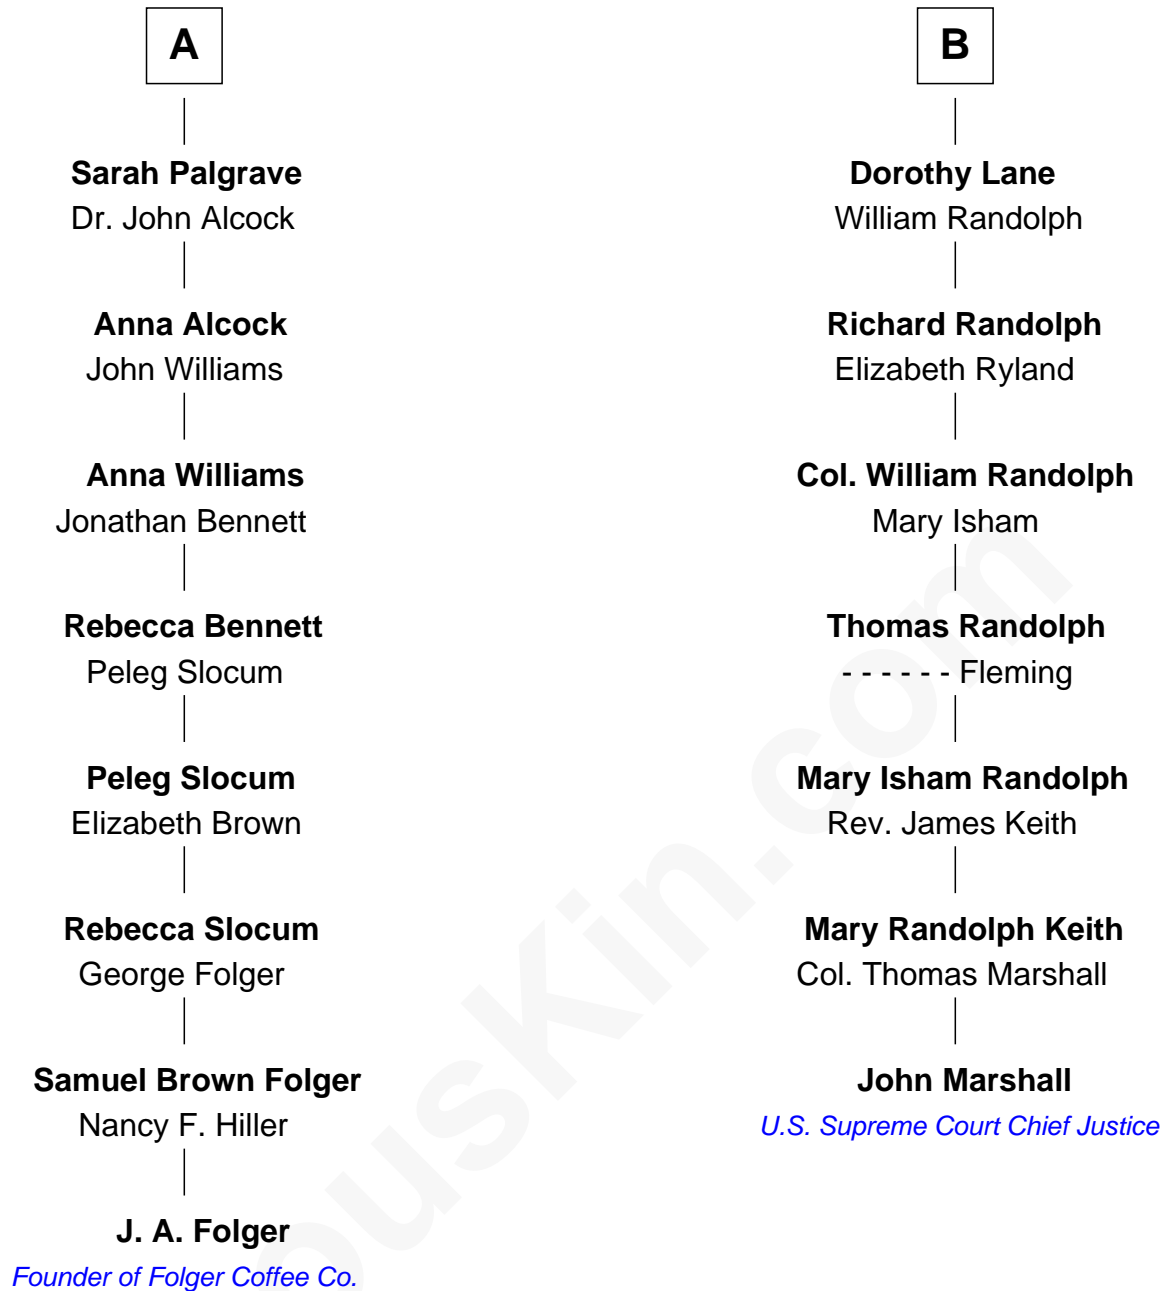 A
Sarah Palgrave
Dr. John Alcock
Anna Alcock
John Williams
Anna Williams
Jonathan Bennett
Rebecca Bennett
Peleg Slocum
Peleg Slocum
Elizabeth Brown
Rebecca Slocum
George Folger
Samuel Brown Folger
Nancy F. Hiller
J. A. Folger
Founder of Folger Coffee Co.
B
Dorothy Lane
William Randolph
Richard Randolph
Elizabeth Ryland
Col. William Randolph
Mary Isham
Thomas Randolph
- - - - - - Fleming
Mary Isham Randolph
Rev. James Keith
Mary Randolph Keith
Col. Thomas Marshall
John Marshall
U.S. Supreme Court Chief Justice
ousKin.com